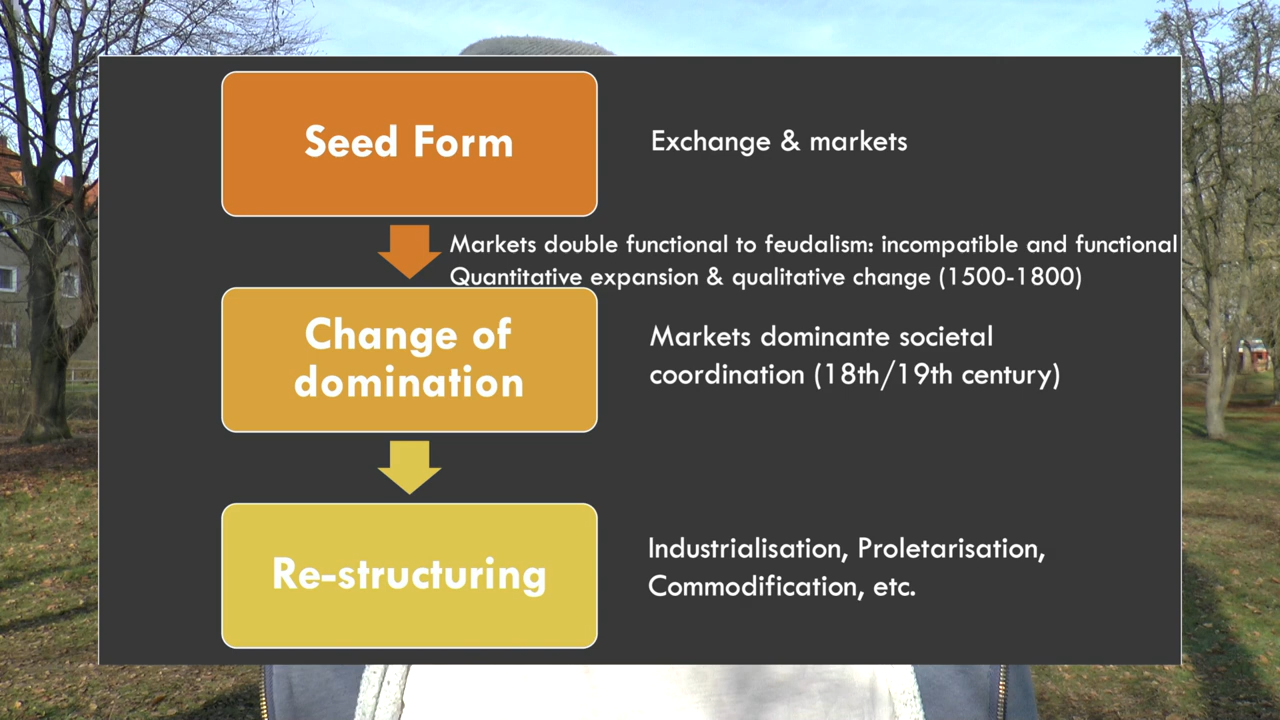 Seed Form
Exchange & markets
Markets double functional to feudalism: incompatible and functional
Quantitative expansion & qualitative change (1500-1800)
Change of
domination
Markets dominante societal
coordination (18th/19th century)
Re-structuring
Industrialisation, Proletarisation,
Commodification, etc.